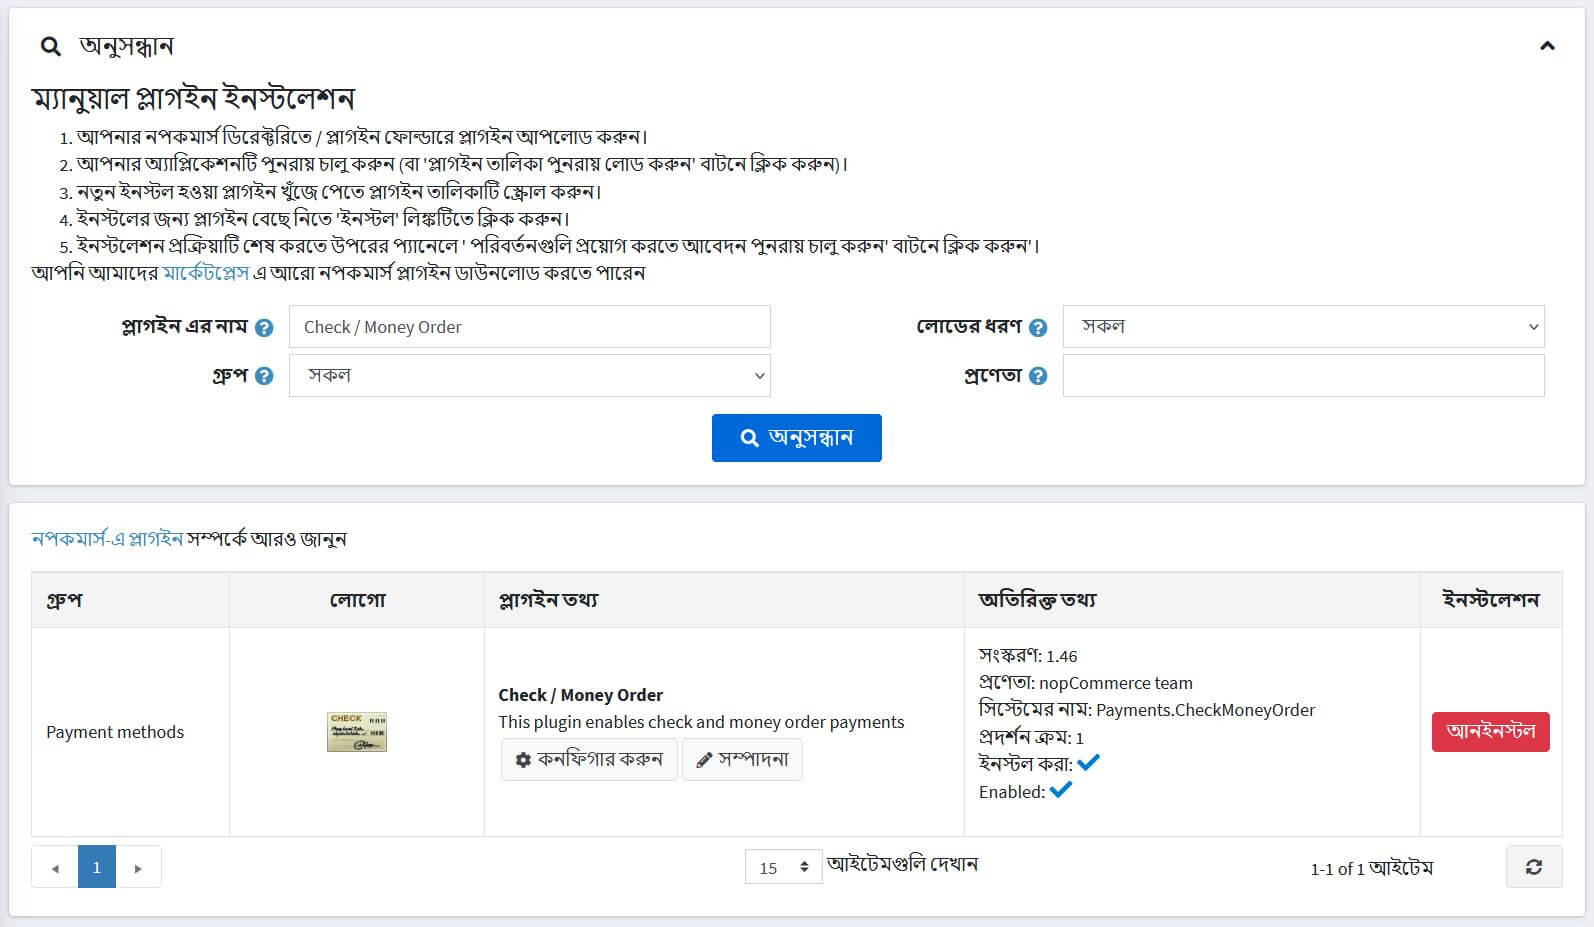 অনুসন্ধান
ম্যানুয়াল প্লাগইন ইনস্টলেশন
1. আপনার নপকমার্স ডিরেক্টরিতে / প্লাগইন ফোল্ডারে প্লাগইন আপলোড করুন।
2. আপনার অ্যাপ্লিকেশনটি পুনরায় চালু করুন (বা 'প্লাগইন তালিকা পুনরায় লোড করুন' বাটনে ক্লিক করুন)।
3. নতুন ইনস্টল হওয়া প্লাগইন খুঁজে পেতে প্লাগইন তালিকাটি স্ক্রোল করুন।
4. ইনস্টলের জন্য প্লাগইন বেছে নিতে 'ইনস্টল' লিঙ্কটিতে ক্লিক করুন।
5. ইনস্টলেশন প্রক্রিয়াটি শেষ করতে উপরের প্যানেলে ' পরিবর্তনগুলি প্রয়োগ করতে আবেদন পুনরায় চালু করুন' বাটনে ক্লিক করুন'।
আপনি আমাদের মার্কেটপ্লেস এ আরো নপকমার্স প্লাগইন ডাউনলোড করতে পারেন
প্লাগইন এর নাম Check / Money Order লোডের ধরণ সকল
গ্রুপ সকল প্রণেতা
অনুসন্ধান
নপকমার্স-এ প্লাগইন সম্পর্কে আরও জানুন
গ্রুপ লোগো প্লাগইন তথ্য অতিরিক্ত তথ্য ইনস্টলেশন
Payment methods
CHECK
Check / Money Order
This plugin enables check and money order payments
কনফিগার করুন সম্পাদনা
সংস্করণ: 1.46
প্রণেতা: nopCommerce team
সিস্টেমের নাম: Payments.CheckMoneyOrder
প্রদর্শন ক্রম: 1
ইনস্টল করা:
Enabled:
আনইনস্টল
1 15 আইটেমগুলি দেখান 1-1 of 1 আইটেম